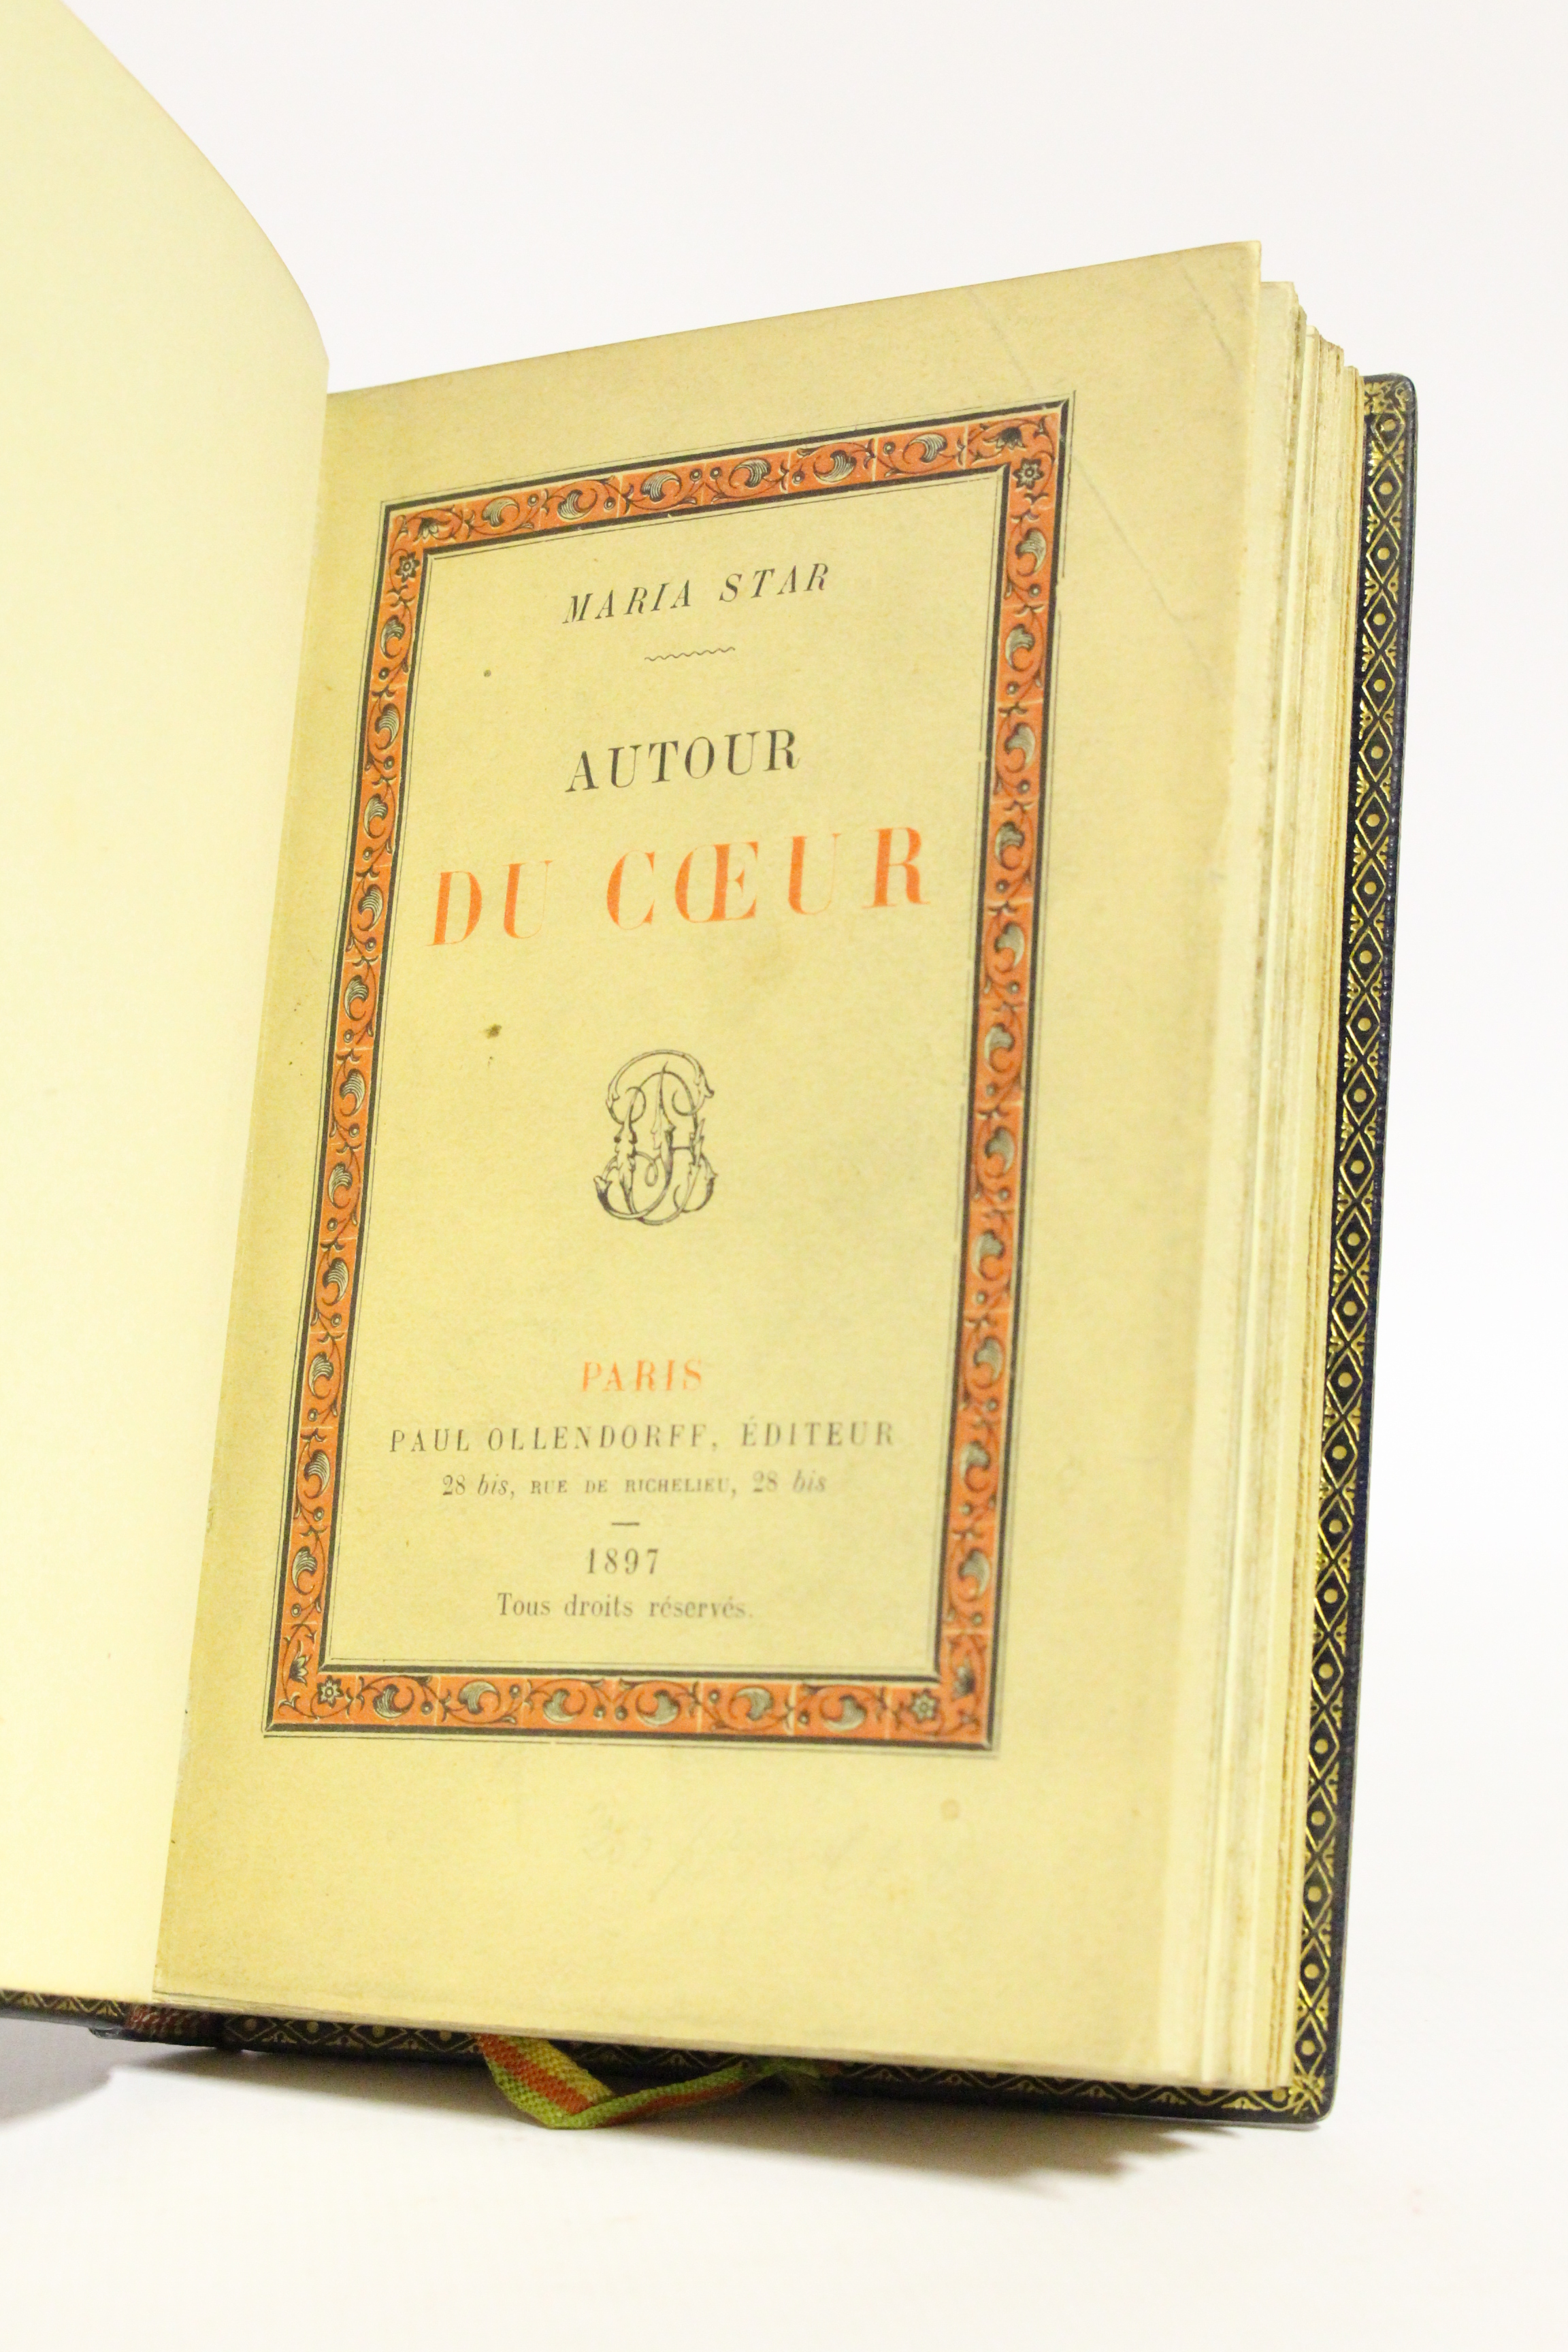 MARIA STAR
AUTOUR
DU CŒUR
PARIS
PAUL OLLENDORFF, ÉDITEUR
28 bis, RUE DE RICHELIEU, 28 bis
1897
Tous droits réservés.